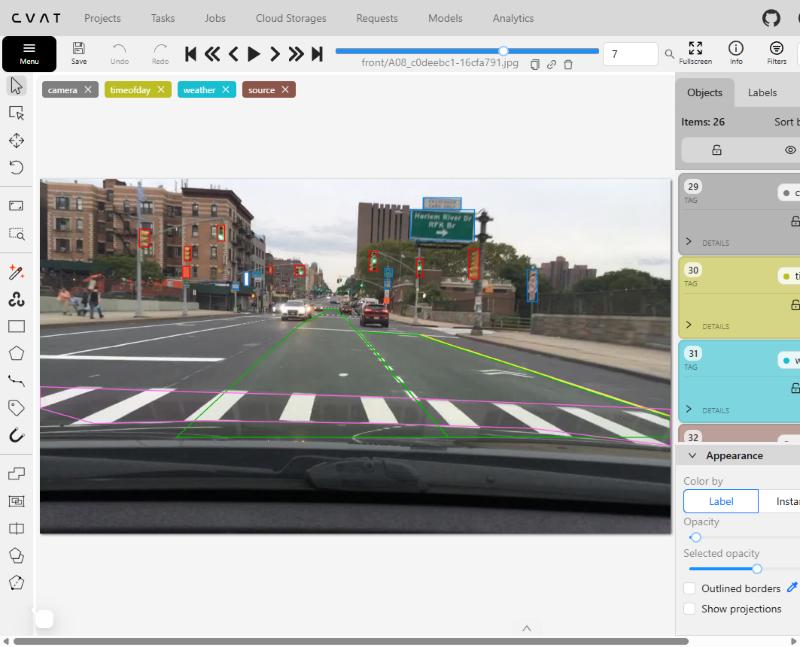 CVAT
Projects
Tasks
Jobs
Cloud Storages
Requests
Models
Analytics
Menu
Save
Undo
Redo
front/A08_c0deebc1-16cfa791.jpg
7
Fullscreen
Info
Filters
camera
timeofday
weather
source
Objects
Labels
Items: 26
Sort b
29
TAG
c
DETAILS
30
TAG
ti
DETAILS
31
TAG
w
DETAILS
32
Harlem River Dr
RFK Br
Appearance
Color by
Label
Insta
Opacity
Selected opacity
Outlined borders
Show projections